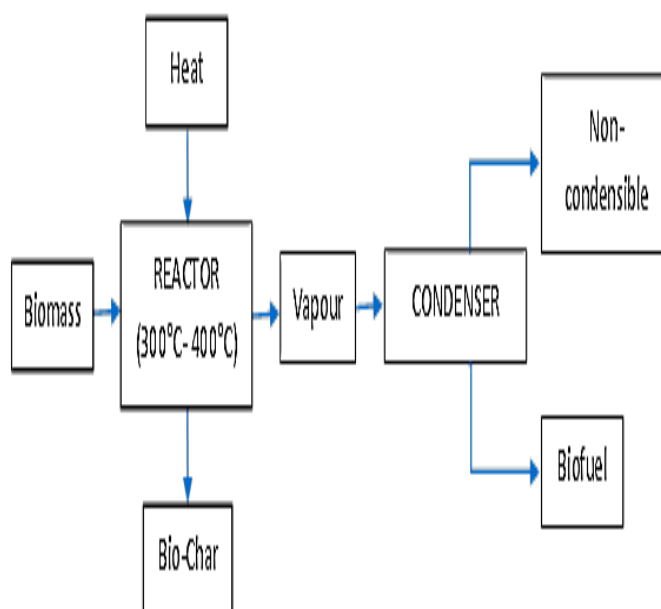 Heat
Non-
condensible
Biomass
REACTOR
(300°C- 400°C)
Vapour
CONDENSER
Bio-Char
Biofuel